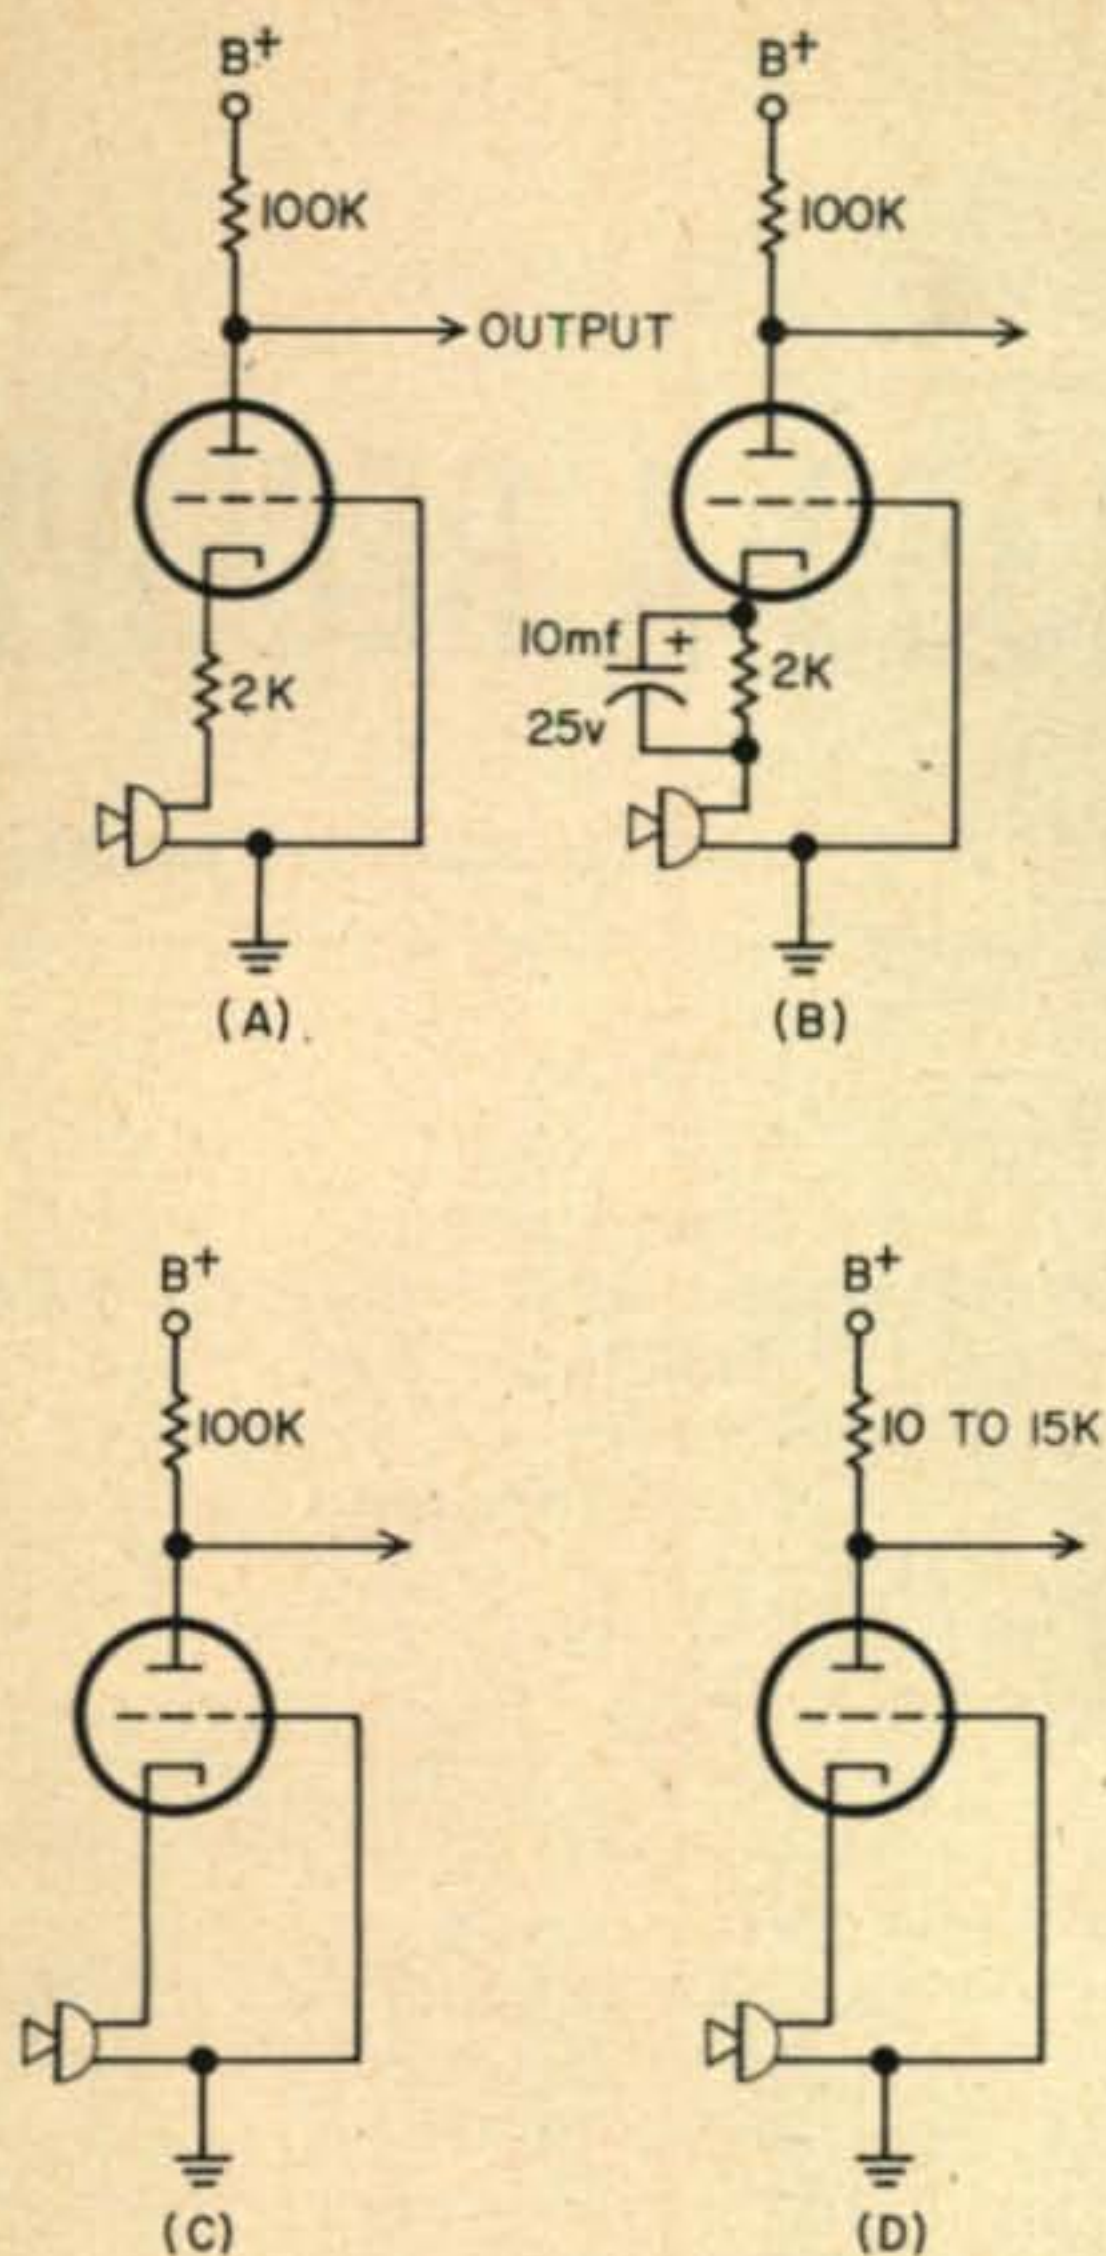 B+
B+
100K
100K
OUTPUT
10mf
+
2K
25v
2K
(A)
(B)
B+
B+
100K
10 TO 15K
(C)
(D)